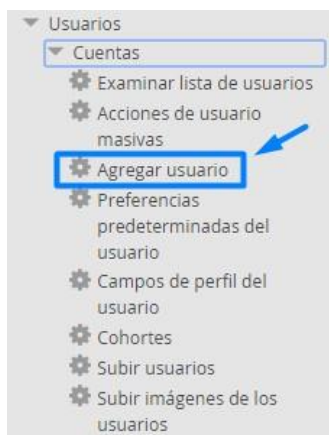 Usuarios
Cuentas
Examinar lista de usuarios
Acciones de usuario
masivas
Agregar usuario
Preferencias
predeterminadas del
usuario
Campos de perfil del
usuario
Cohortes
Subir usuarios
Subir imágenes de los
usuarios